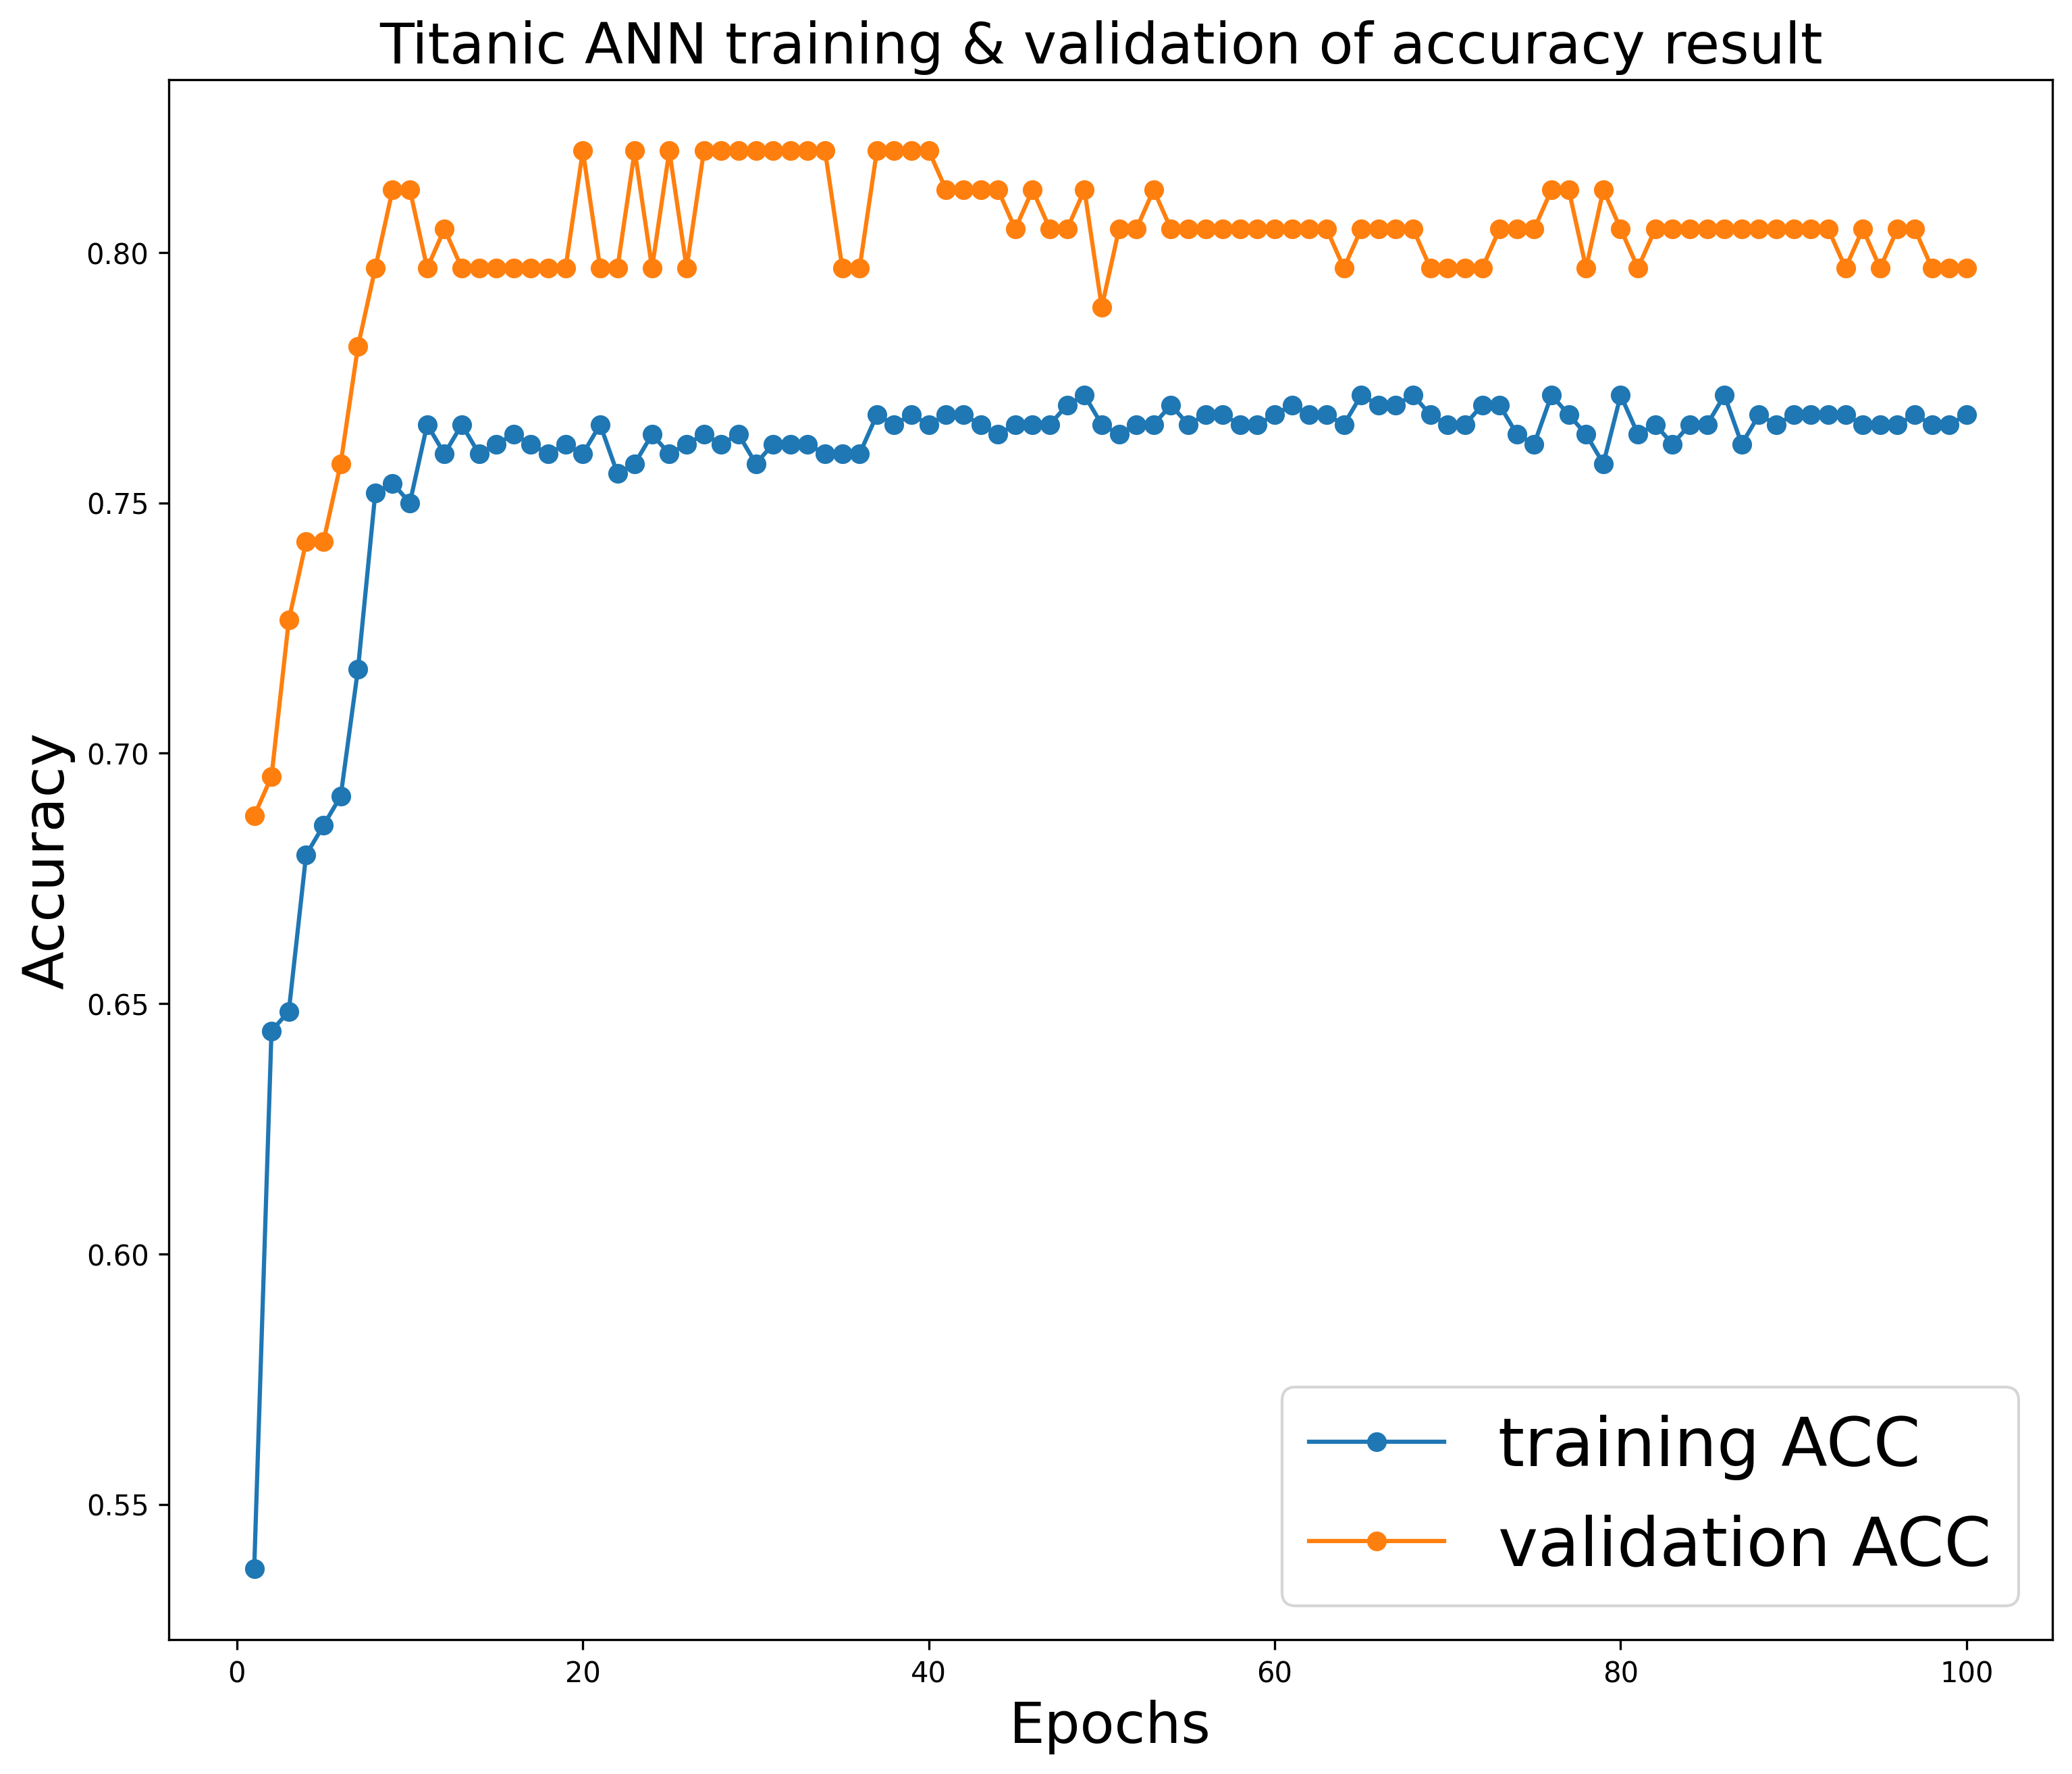 Titanic ANN training & validation of accuracy result
Accuracy
0.80
0.75
0.70
0.65
0.60
0.55
0
20
40
60
80
100
Epochs
training ACC
validation ACC